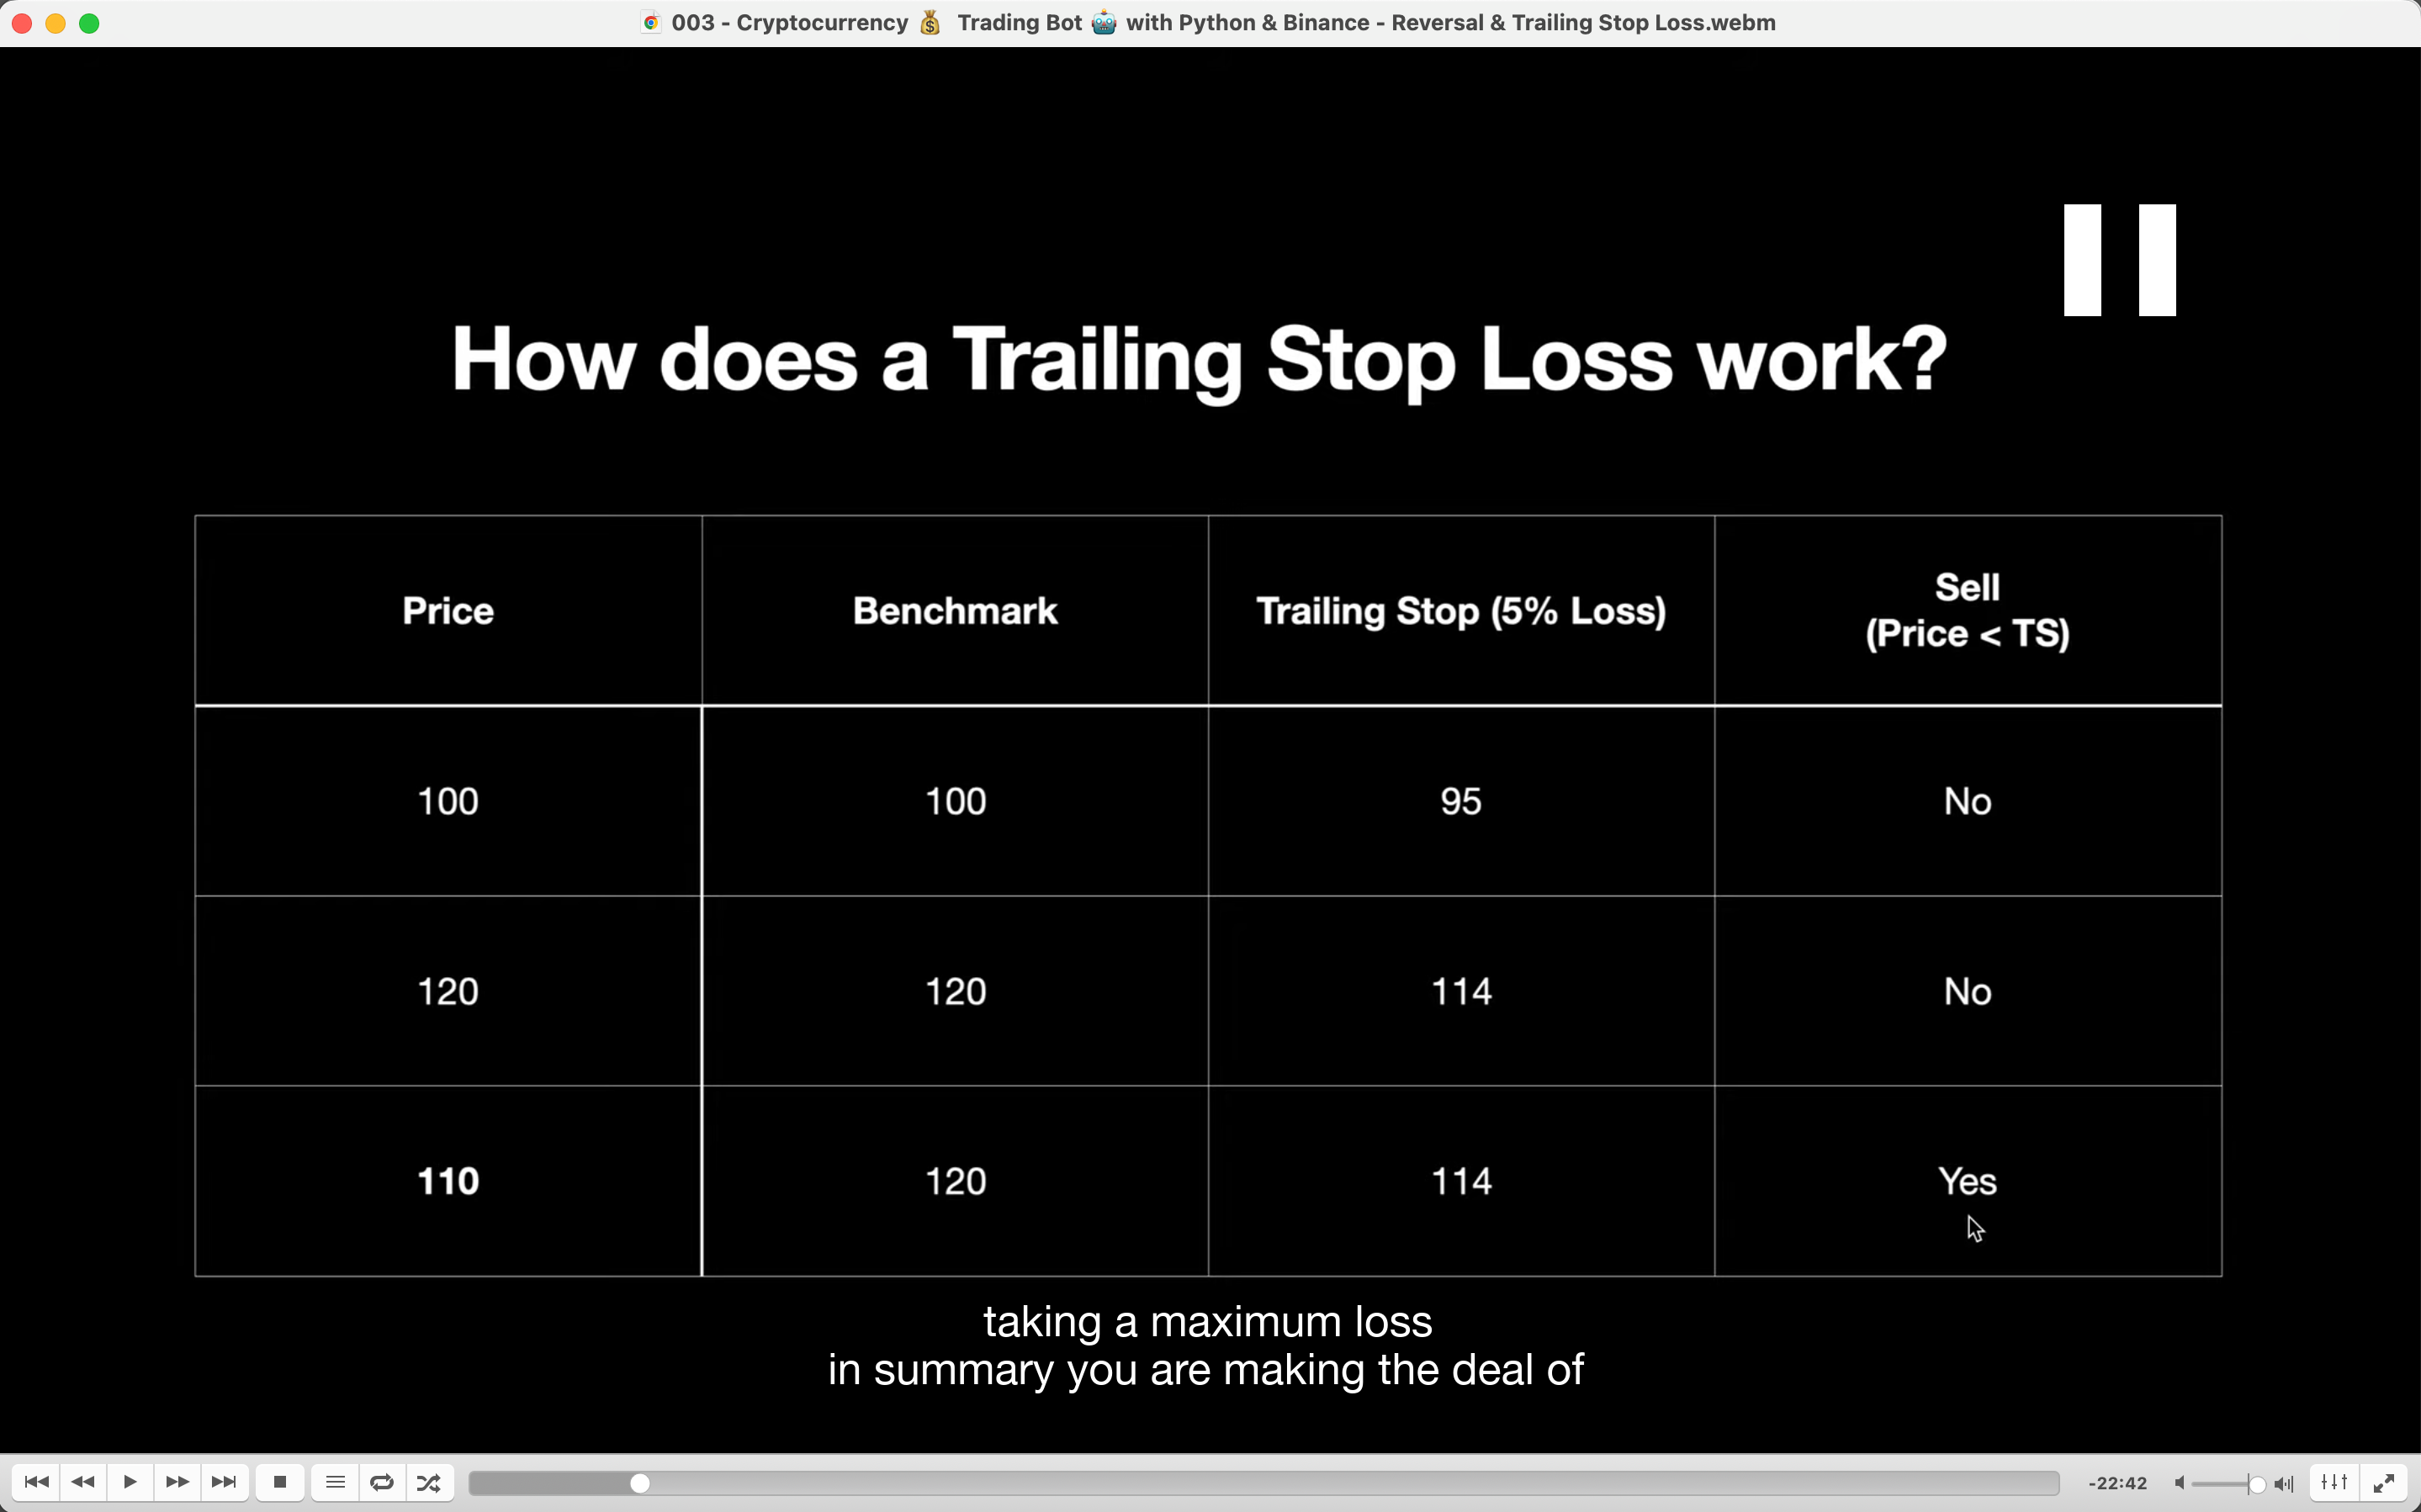 003 - Cryptocurrency 💰 Trading Bot 🤖 with Python & Binance - Reversal & Trailing Stop Loss.webm
How does a Trailing Stop Loss work?
Price Benchmark Trailing Stop (5% Loss) Sell
(Price < TS)
100 100 95 No
120 120 114 No
110 120 114 Yes
taking a maximum loss
in summary you are making the deal of
-22:42